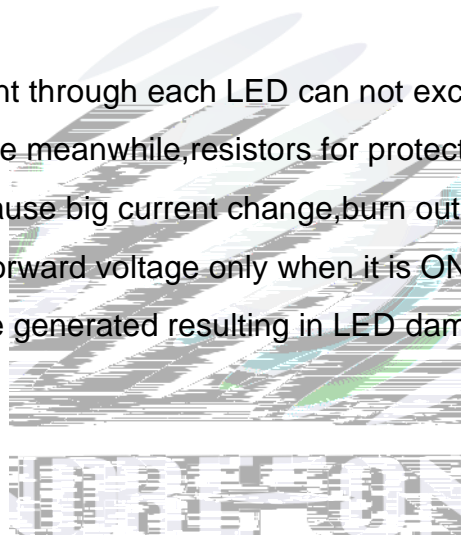 nt through each LED can not exc
e meanwhile,resistors for protect
ause big current change,burn out
orward voltage only when it is ON
e generated resulting in LED dam